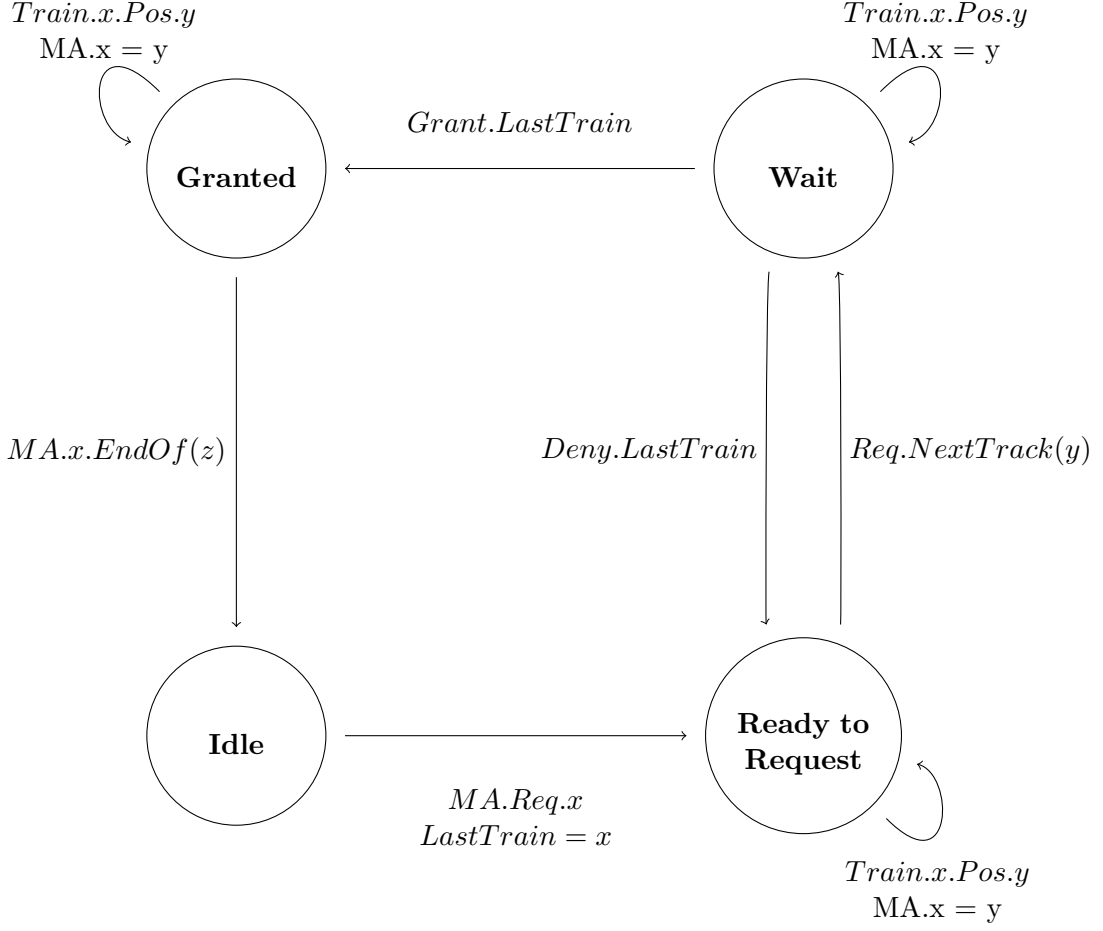 Train.x.Pos.y
MA.x = y
Train.x.Pos.y
MA.x = y
Grant.LastTrain
Granted
Wait
MA.x.EndOf(z)
Deny.LastTrain
Req.NextTrack(y)
Idle
Ready to
Request
MA.Req.x
LastTrain = x
Train.x.Pos.y
MA.x = y